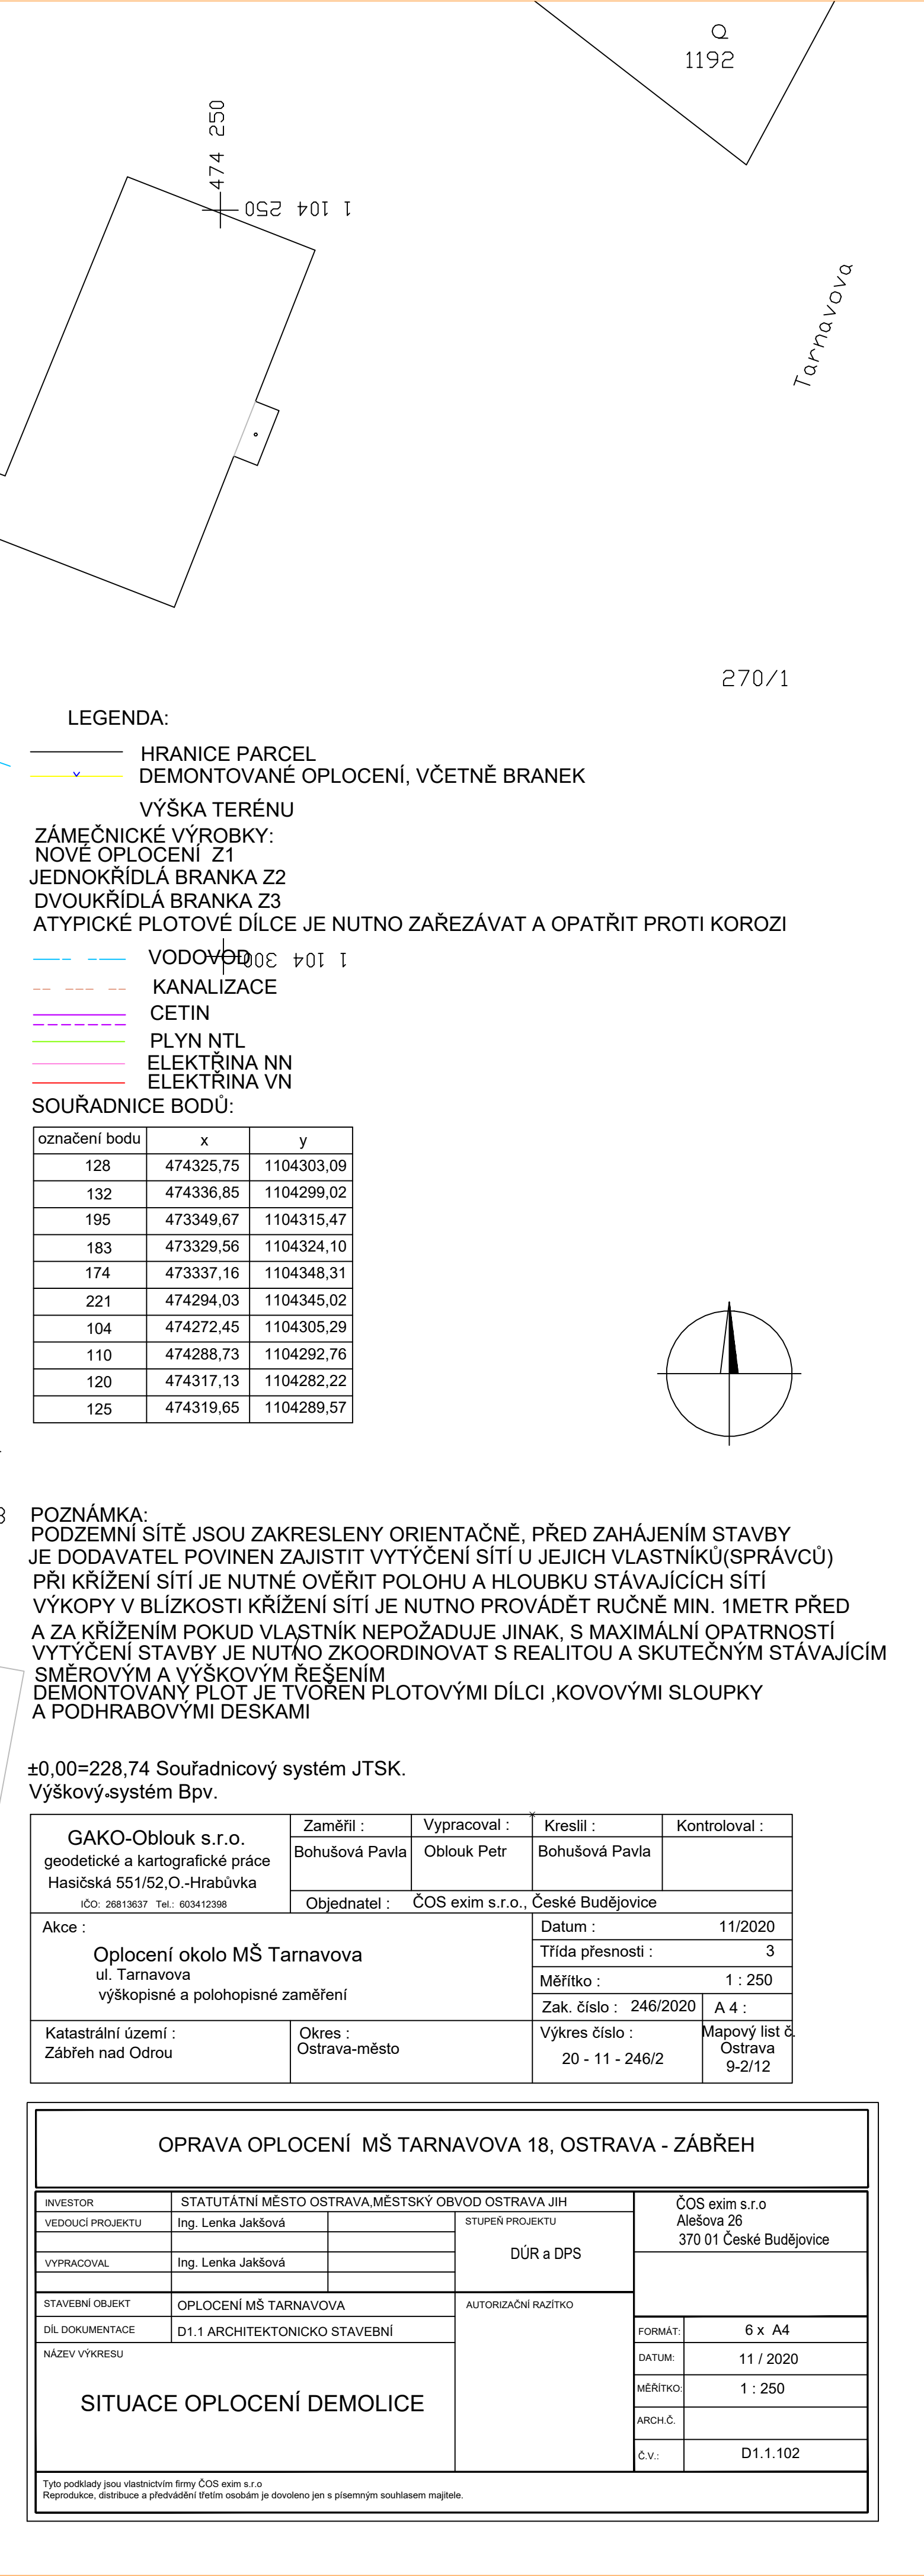 Q
1192
474 250
1 104 250
Tarnavova
270/1
LEGENDA:
HRANICE PARCEL
DEMONTOVANÉ OPLOCENÍ, VČETNĚ BRANEK
VÝŠKA TERÉNU
ZÁMEČNICKÉ VÝROBKY:
NOVÉ OPLOCENÍ  Z1
JEDNOKŘÍDLÁ BRANKA Z2
DVOUKŘÍDLÁ BRANKA Z3
ATYPICKÉ PLOTOVÉ DÍLCE JE NUTNO ZAŘEZÁVAT A OPATŘIT PROTI KOROZI
VODOVOD
1 104 300
KANALIZACE
CETIN
PLYN NTL
ELEKTŘINA NN
ELEKTŘINA VN
SOUŘADNICE BODŮ:
označení bodu x y
128 474325,75 1104303,09
132 474336,85 1104299,02
195 473349,67 1104315,47
183 473329,56 1104324,10
174 473337,16 1104348,31
221 474294,03 1104345,02
104 474272,45 1104305,29
110 474288,73 1104292,76
120 474317,13 1104282,22
125 474319,65 1104289,57
POZNÁMKA:
PODZEMNÍ SÍTĚ JSOU ZAKRESLENY ORIENTAČNĚ, PŘED ZAHÁJENÍM STAVBY
JE DODAVATEL POVINEN ZAJISTIT VYTÝČENÍ SÍTÍ U JEJICH VLASTNÍKŮ(SPRÁVCŮ)
PŘI KŘÍŽENÍ SÍTÍ JE NUTNÉ OVĚŘIT POLOHU A HLOUBKU STÁVAJÍCÍCH SÍTÍ
VÝKOPY V BLÍZKOSTI KŘÍŽENÍ SÍTÍ JE NUTNO PROVÁDĚT RUČNĚ MIN. 1METR PŘED
A ZA KŘÍŽENÍM POKUD VLASTNÍK NEPOŽADUJE JINAK, S MAXIMÁLNÍ OPATRNOSTÍ
VYTÝČENÍ STAVBY JE NUTNO ZKOORDINOVAT S REALITOU A SKUTEČNÝM STÁVAJÍCÍM
SMĚROVÝM A VÝŠKOVÝM ŘEŠENÍM
DEMONTOVANÝ PLOT JE TVOŘEN PLOTOVÝMI DÍLCI ,KOVOVÝMI SLOUPKY
A PODHRABOVÝMI DESKAMI
±0,00=228,74 Souřadnicový systém JTSK.
Výškový systém Bpv.
GAKO-Oblouk s.r.o.
geodetické a kartografické práce
Hasičská 551/52,O.-Hrabůvka
IČO: 26813637 Tel.: 603412398
Zaměřil : Vypracoval : Kreslil : Kontroloval :
Bohušová Pavla Oblouk Petr Bohušová Pavla
Objednatel : ČOS exim s.r.o., České Budějovice
Akce :
Oplocení okolo MŠ Tarnavova
ul. Tarnavova
výškopisné a polohopisné zaměření
Datum : 11/2020
Třída přesnosti : 3
Měřítko : 1 : 250
Zak. číslo : 246/2020 A 4 :
Katastrální území :
Zábřeh nad Odrou
Okres :
Ostrava-město
Výkres číslo :
20 - 11 - 246/2
Mapový list č.
Ostrava
9-2/12
OPRAVA OPLOCENÍ  MŠ TARNAVOVA 18, OSTRAVA - ZÁBŘEH
INVESTOR STATUTÁTNÍ MĚSTO OSTRAVA,MĚSTSKÝ OBVOD OSTRAVA JIH
VEDOUCÍ PROJEKTU Ing. Lenka Jakšová
VYPRACOVAL Ing. Lenka Jakšová
STUPEŇ PROJEKTU
DÚR a DPS
ČOS exim s.r.o
Alešova 26
370 01 České Budějovice
STAVEBNÍ OBJEKT OPLOCENÍ MŠ TARNAVOVA
DÍL DOKUMENTACE D1.1 ARCHITEKTONICKO STAVEBNÍ
AUTORIZAČNÍ RAZÍTKO
NÁZEV VÝKRESU
SITUACE OPLOCENÍ DEMOLICE
FORMÁT: 6 x  A4
DATUM: 11 / 2020
MĚŘÍTKO: 1 : 250
ARCH.Č.
Č.V.: D1.1.102
Tyto podklady jsou vlastnictvím firmy ČOS exim s.r.o
Reprodukce, distribuce a předvádění třetím osobám je dovoleno jen s písemným souhlasem majitele.